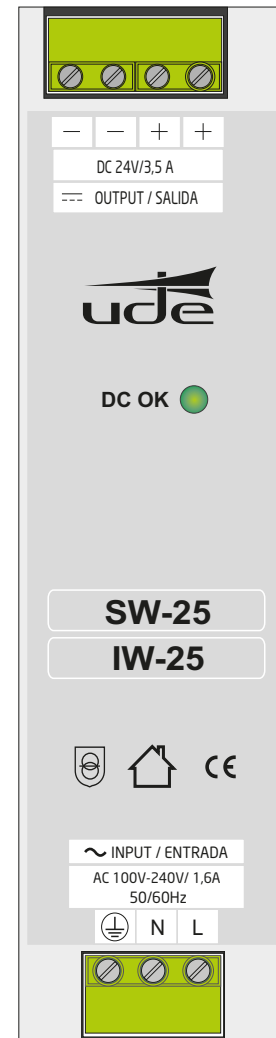 − − + +
DC 24V/3,5 A
OUTPUT / SALIDA
ude
DC OK
SW-25
IW-25
CE
INPUT / ENTRADA
AC 100V-240V/ 1,6A
50/60Hz
N L